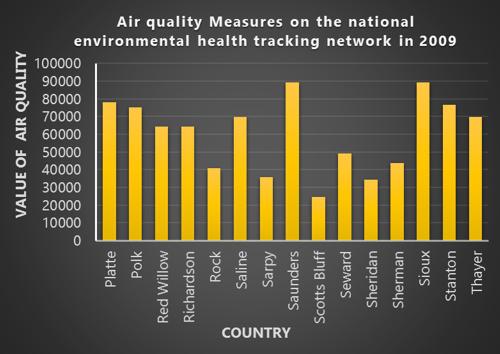 Air quality Measures on the national
environmental health tracking network in 2009
VALUE OF AIR QUALITY
100000
90000
80000
70000
60000
50000
40000
30000
20000
10000
0
Platte
Polk
Red Willow
Richardson
Rock
Saline
Sarpy
Saunders
Scotts Bluff
Seward
Sheridan
Sherman
Sioux
Stanton
Thayer
COUNTRY